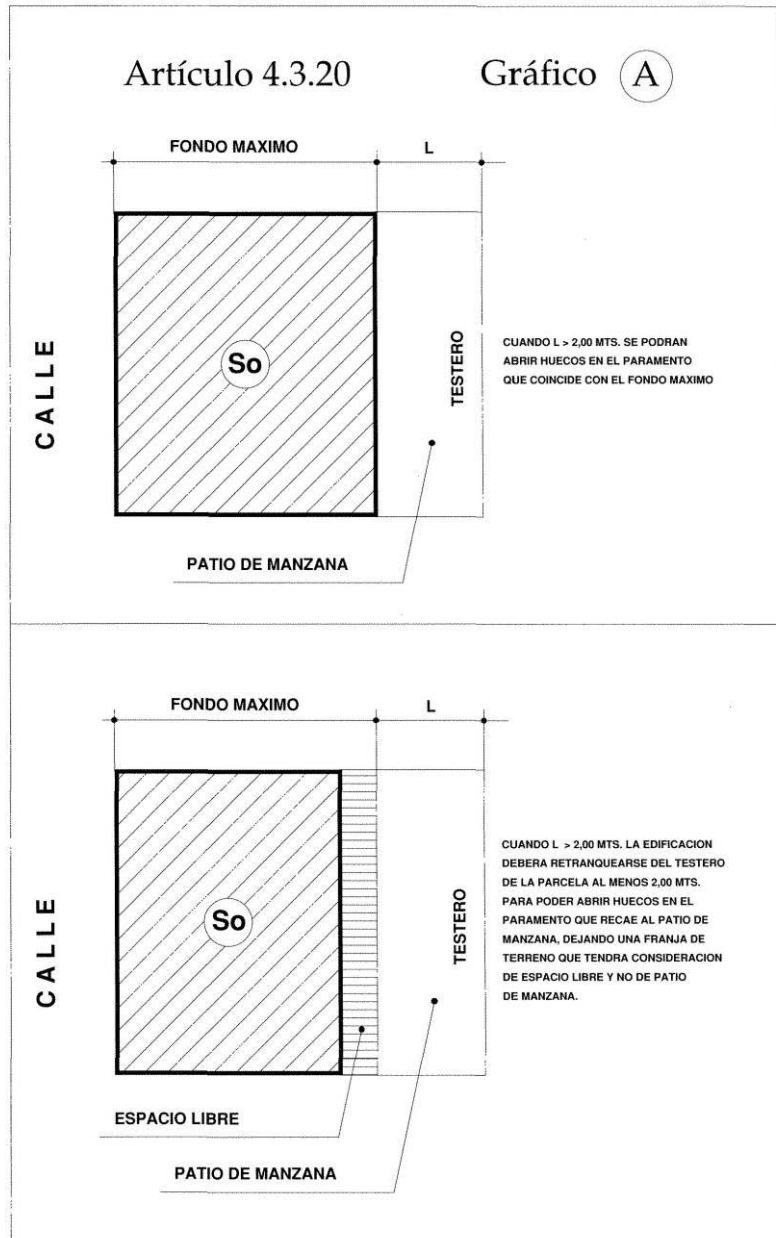 Artículo 4.3.20 Gráfico A
FONDO MAXIMO L
CALLE
So
TESTERO
CUANDO L > 2,00 MTS. SE PODRAN
ABRIR HUECOS EN EL PARAMENTO
QUE COINCIDE CON EL FONDO MAXIMO
PATIO DE MANZANA
FONDO MAXIMO L
CALLE
So
TESTERO
CUANDO L > 2,00 MTS. LA EDIFICACION
DEBERA RETRANQUEARSE DEL TESTERO
DE LA PARCELA AL MENOS 2,00 MTS.
PARA PODER ABRIR HUECOS EN EL
PARAMENTO QUE RECAE AL PATIO DE
MANZANA, DEJANDO UNA FRANJA DE
TERRENO QUE TENDRA CONSIDERACION
DE ESPACIO LIBRE Y NO DE PATIO
DE MANZANA.
ESPACIO LIBRE
PATIO DE MANZANA